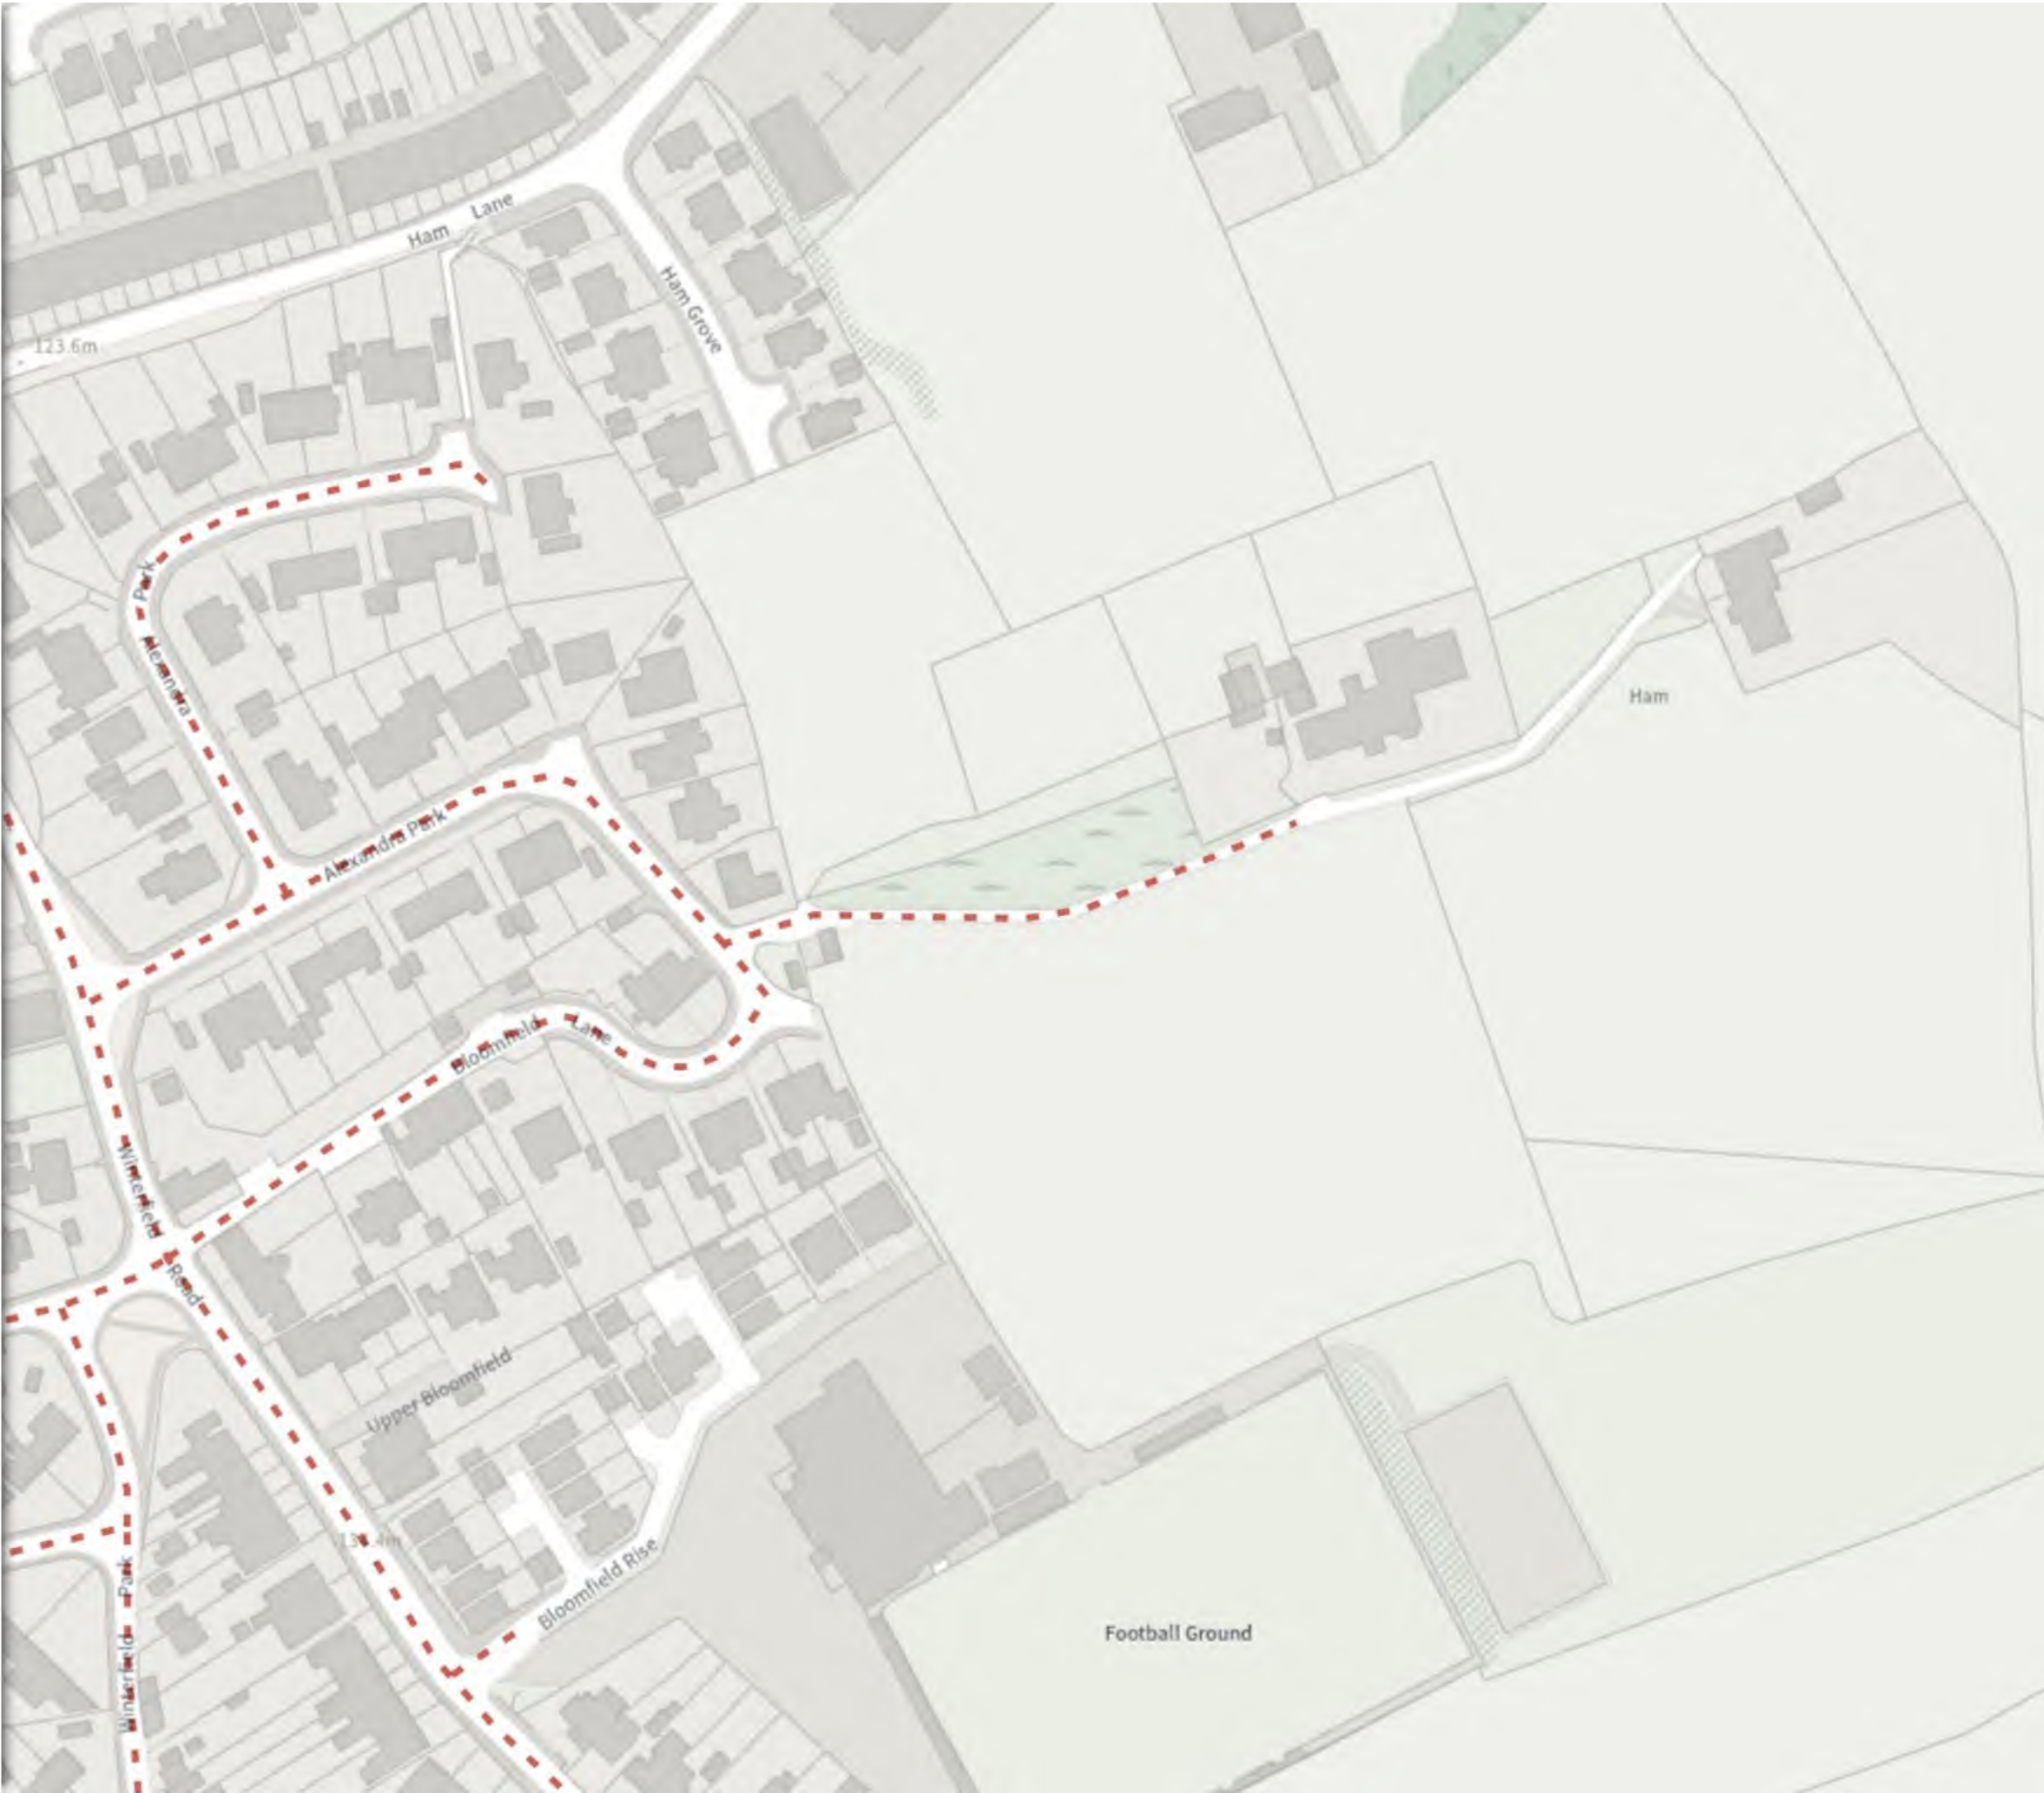 Ham Lane
Ham Grove
123.6m
Park
Alexandra
Ham
Alexandra Park
Bloomfield Lane
Winterfield
Road
Upper Bloomfield
Bloomfield Rise
Winterfield Park
Football Ground